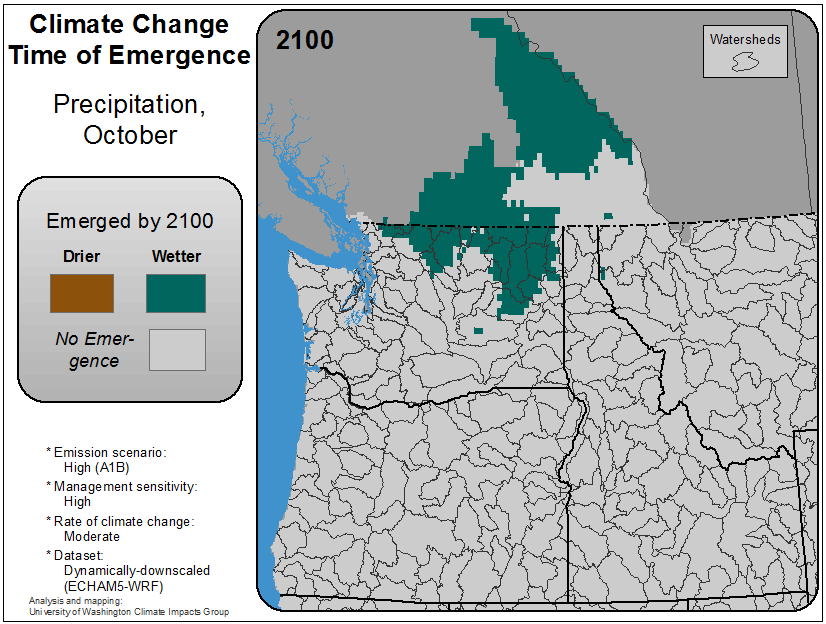 Climate Change
Time of Emergence
Precipitation,
October
Emerged by 2100
Drier
Wetter
No Emer-
gence
* Emission scenario:
High (A1B)
* Management sensitivity:
High
* Rate of climate change:
Moderate
* Dataset:
Dynamically-downscaled
(ECHAM5-WRF)
Analysis and mapping:
University of Washington Climate Impacts Group
2100
Watersheds